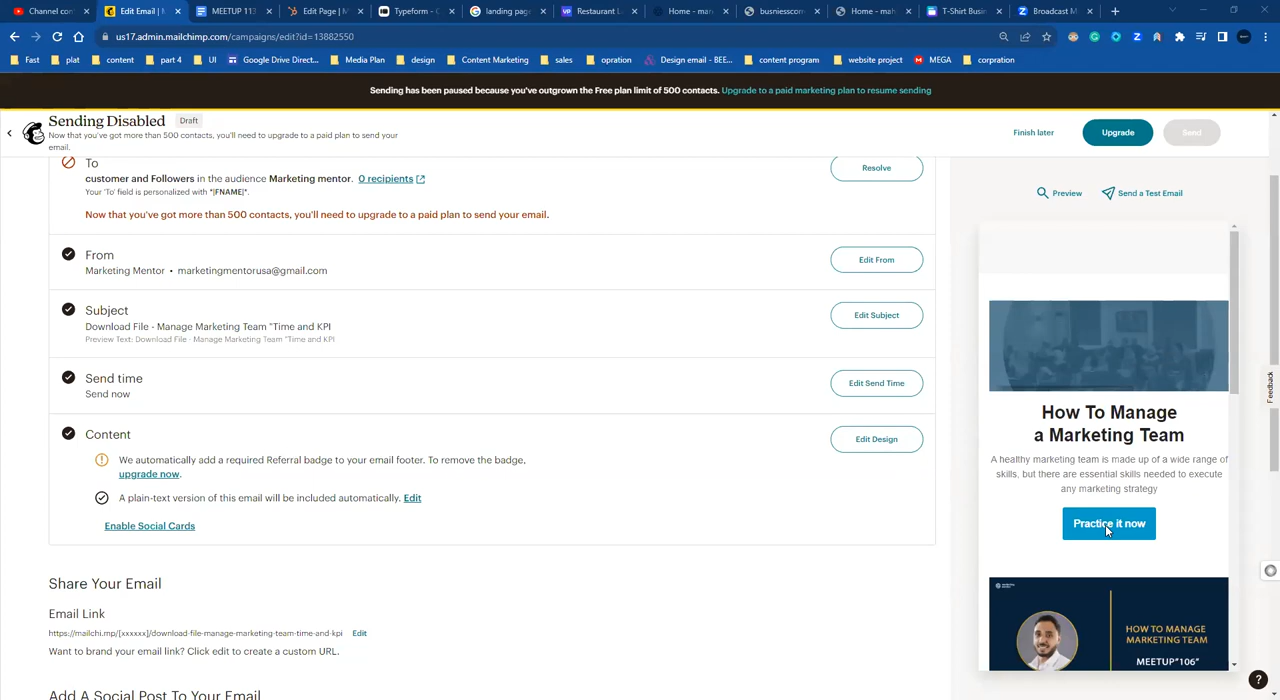 Channel con
Edit Email | M
MEETUP 113
Edit Page | M
Typeform - C
landing page
Restaurant L
Home - mar
busniesscom
Home - mah
T-Shirt Busin
Broadcast M
us17.admin.mailchimp.com/campaigns/edit?id=13882550
Fast
plat
content
part 4
UI
Google Drive Direct...
Media Plan
design
Content Marketing
sales
opration
Design email - BEE...
content program
website project
MEGA
corpration
Sending has been paused because you've outgrown the Free plan limit of 500 contacts. Upgrade to a paid marketing plan to resume sending
Sending Disabled Draft
Now that you've got more than 500 contacts, you'll need to upgrade to a paid plan to send your
email.
Finish later
Upgrade
Send
To
customer and Followers in the audience Marketing mentor. 0 recipients
Your 'To' field is personalized with *|FNAME|*.
Now that you've got more than 500 contacts, you'll need to upgrade to a paid plan to send your email.
Resolve
From
Marketing Mentor • marketingmentorusa@gmail.com
Edit From
Subject
Download File - Manage Marketing Team "Time and KPI
Preview Text: Download File - Manage Marketing Team "Time and KPI
Edit Subject
Send time
Send now
Edit Send Time
Content
Edit Design
We automatically add a required Referral badge to your email footer. To remove the badge,
upgrade now.
A plain-text version of this email will be included automatically. Edit
Enable Social Cards
Share Your Email
Email Link
https://mailchi.mp/[xxxxxx]/download-file-manage-marketing-team-time-and-kpi Edit
Want to brand your email link? Click edit to create a custom URL.
Add A Social Post To Your Email
Preview
Send a Test Email
How To Manage
a Marketing Team
A healthy marketing team is made up of a wide range of
skills, but there are essential skills needed to execute
any marketing strategy
Practice it now
HOW TO MANAGE
MARKETING TEAM
MEETUP"106"
Feedback
?